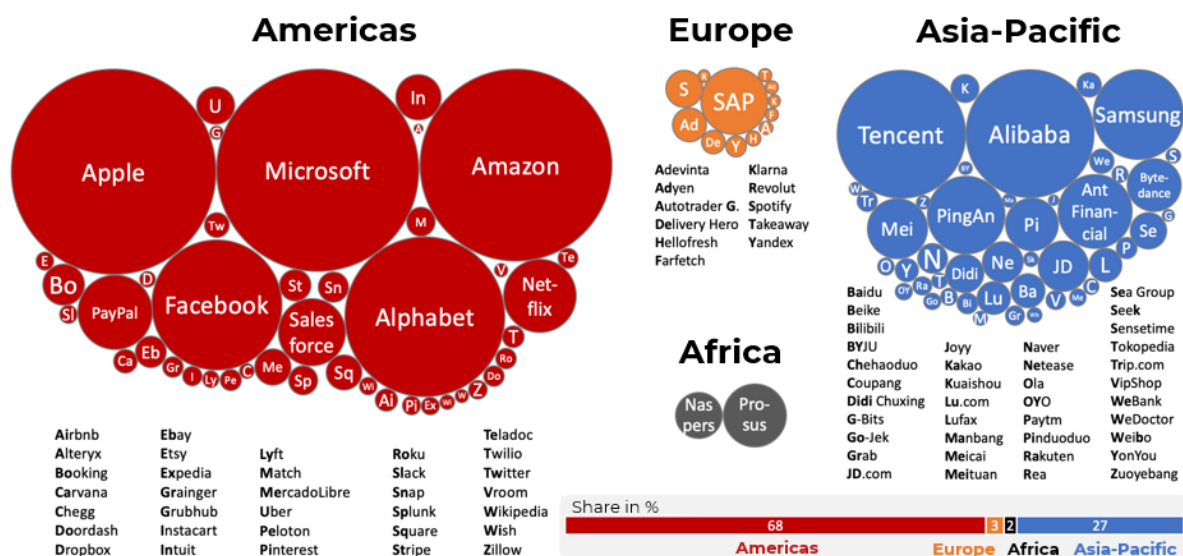 Americas
Europe
Asia-Pacific
Apple
Microsoft
Amazon
U
G
In
A
Tw
M
E
Bo
Sl
PayPal
D
Facebook
St
Sn
Sales
force
Alphabet
V
Te
Net-
flix
Ca
Eb
Gr
I
Ly
Pe
C
Me
Sp
Sq
Wi
Ai
Pi
Ex
Wi
W
Z
Do
Ro
T
Airbnb
Alteryx
Booking
Carvana
Chegg
Doordash
Dropbox
Ebay
Etsy
Expedia
Grainger
Grubhub
Instacart
Intuit
Lyft
Match
MercadoLibre
Uber
Peloton
Pinterest
Roku
Slack
Snap
Splunk
Square
Stripe
Teladoc
Twilio
Twitter
Vroom
Wikipedia
Wish
Zillow
S
R
SAP
T
K
F
A
Ad
De
Y
H
Adevinta
Adyen
Autotrader G.
Delivery Hero
Hellofresh
Farfetch
Klarna
Revolut
Spotify
Takeaway
Yandex
Africa
Nas
pers
Pro-
sus
Tencent
K
Alibaba
Ka
Samsung
BY
We
R
S
Byte-
dance
W
Tr
Z
Mei
PingAn
Pi
J
Ant
Finan-
cial
G
Se
P
O
Y
N
Didi
Ne
Sk
JD
L
OY
Ra
T
Go
B
Bi
Lu
M
Ba
Gr
V
Me
C
Baidu
Beike
Bilibili
BYJU
Chehaoduo
Coupang
Didi Chuxing
G-Bits
Go-Jek
Grab
JD.com
Joyy
Kakao
Kuaishou
Lu.com
Lufax
Manbang
Meicai
Meituan
Naver
Netease
Ola
OYO
Paytm
Pinduoduo
Rakuten
Rea
Sea Group
Seek
Sensetime
Tokopedia
Trip.com
VipShop
WeBank
WeDoctor
Weibo
YonYou
Zuoyebang
Share in %
68
3
2
27
Americas
Europe
Africa
Asia-Pacific